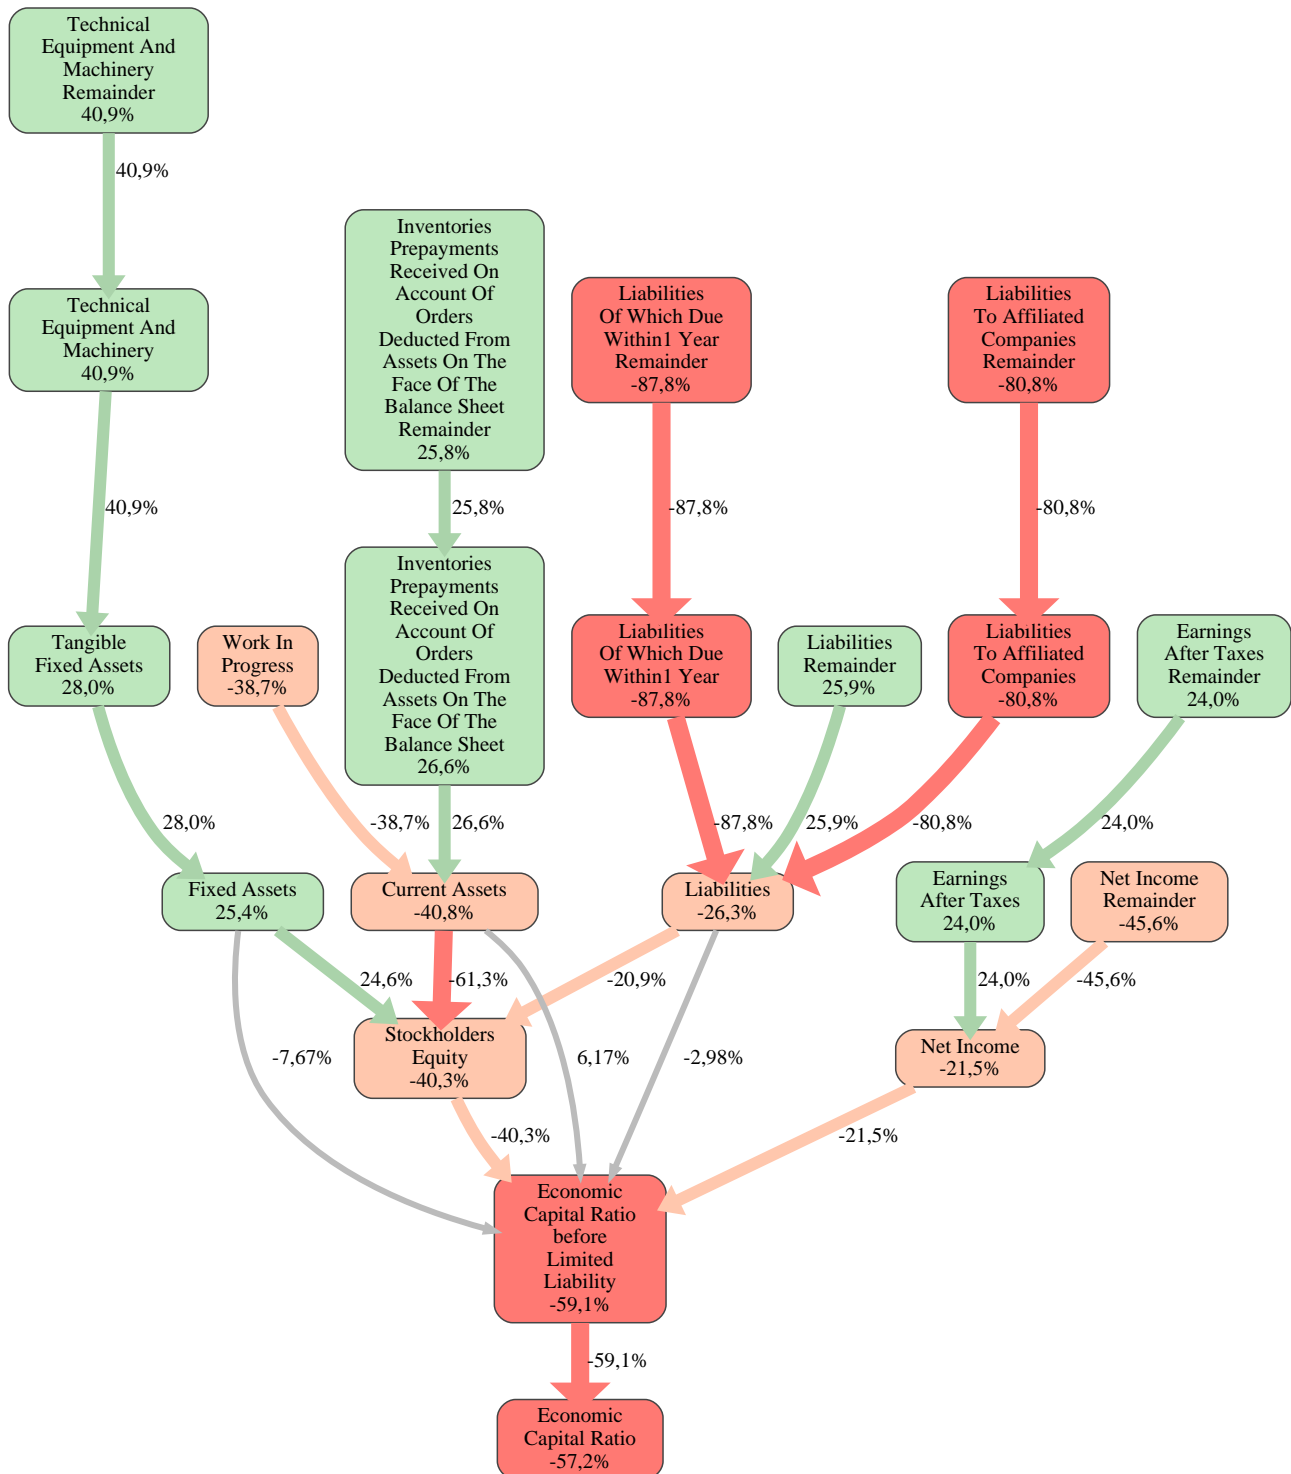 Technical
Equipment And
Machinery
Remainder
40,9%
40,9%
Inventories
Prepayments
Received On
Account Of
Orders
Deducted From
Assets On The
Face Of The
Balance Sheet
Remainder
25,8%
Technical
Equipment And
Machinery
40,9%
Liabilities
Of Which Due
Within1 Year
Remainder
-87,8%
Liabilities
To Affiliated
Companies
Remainder
-80,8%
40,9%
25,8%
-87,8%
-80,8%
Inventories
Prepayments
Received On
Account Of
Orders
Deducted From
Assets On The
Face Of The
Balance Sheet
26,6%
Tangible
Fixed Assets
28,0%
Work In
Progress
-38,7%
Liabilities
Of Which Due
Within1 Year
-87,8%
Liabilities
Remainder
25,9%
Liabilities
To Affiliated
Companies
-80,8%
Earnings
After Taxes
Remainder
24,0%
28,0%
-38,7%
26,6%
-87,8%
25,9%
-80,8%
24,0%
Fixed Assets
25,4%
Current Assets
-40,8%
Liabilities
-26,3%
Earnings
After Taxes
24,0%
Net Income
Remainder
-45,6%
24,6%
-61,3%
-20,9%
24,0%
-45,6%
Stockholders
Equity
-40,3%
Net Income
-21,5%
-7,67%
6,17%
-2,98%
-40,3%
-21,5%
Economic
Capital Ratio
before
Limited
Liability
-59,1%
-59,1%
Economic
Capital Ratio
-57,2%